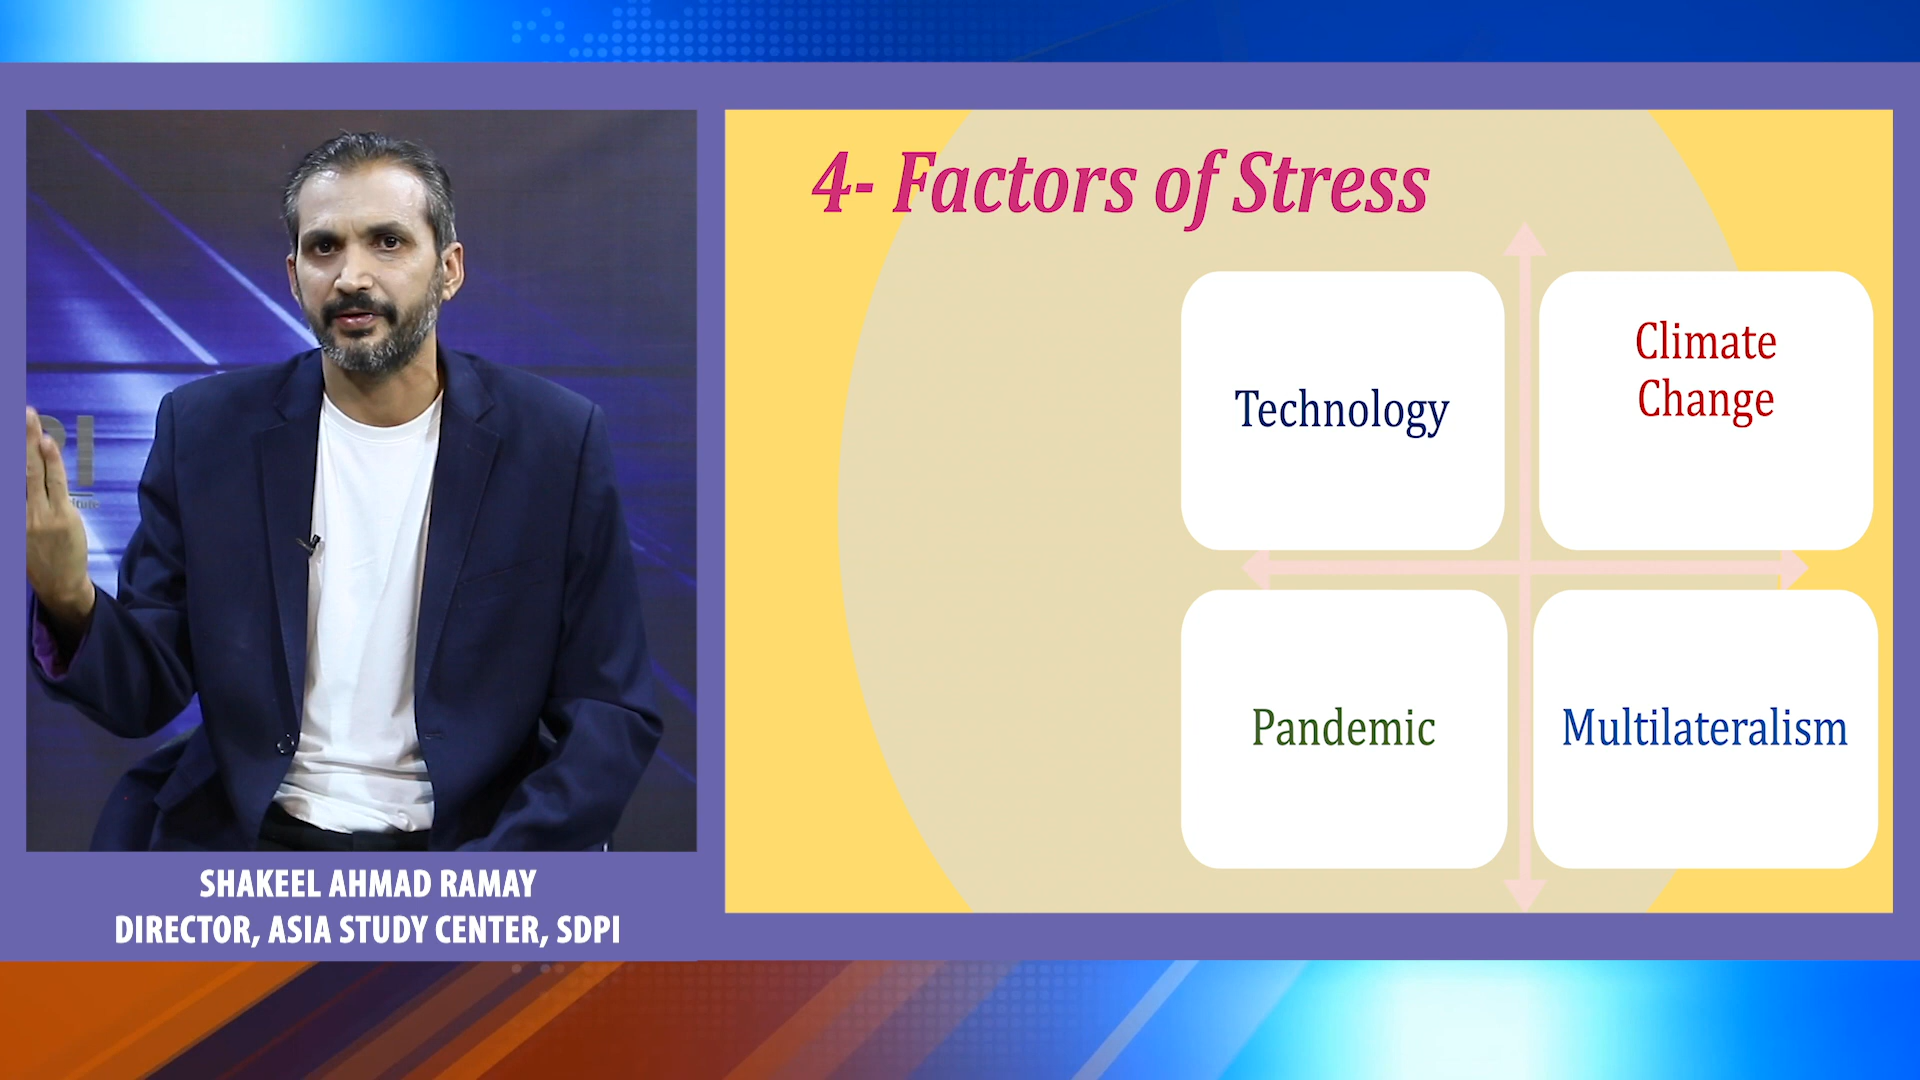 4- Factors of Stress
Technology
Climate
Change
Pandemic
Multilateralism
SHAKEEL AHMAD RAMAY
DIRECTOR, ASIA STUDY CENTER, SDPI